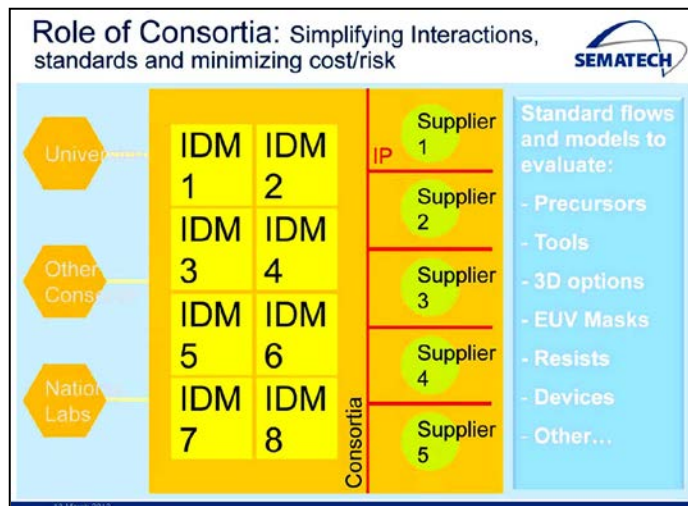 Role of Consortia: Simplifying Interactions,
standards and minimizing cost/risk
SEMATECH
Other
Labs
IDM
1
IDM
2
IDM
3
IDM
4
IDM
5
IDM
6
IDM
7
IDM
8
Consortia
IP
Supplier
1
Supplier
2
Supplier
3
Supplier
4
Supplier
5
Standard flows
and models to
evaluate:
- Precursors
- Tools
- 3D options
- EUV Masks
- Resists
- Devices
- Other...